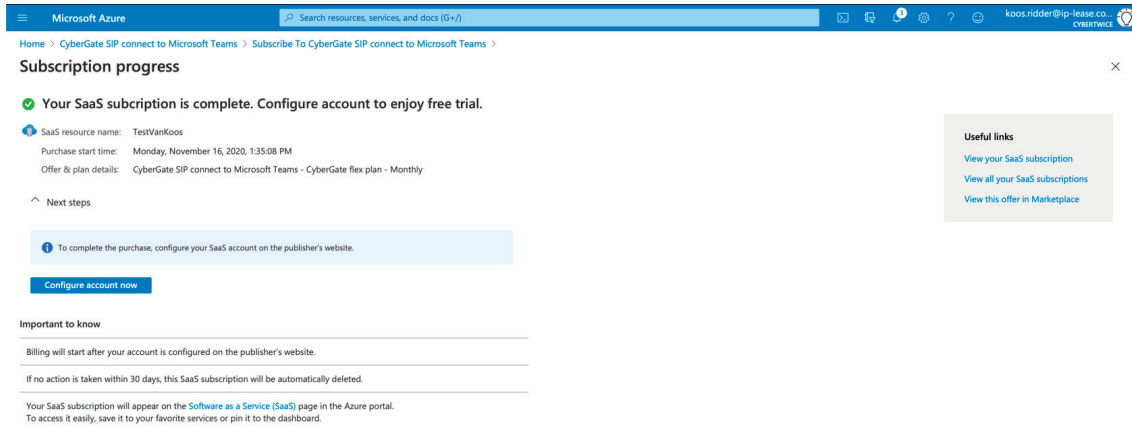 Microsoft Azure
Search resources, services, and docs (G+/)
3
koos.ridder@ip-lease.co...
CYBERTWICE
Home > CyberGate SIP connect to Microsoft Teams > Subscribe To CyberGate SIP connect to Microsoft Teams >
Subscription progress
Your SaaS subcription is complete. Configure account to enjoy free trial.
SaaS resource name: TestVanKoos
Purchase start time: Monday, November 16, 2020, 1:35:08 PM
Offer & plan details: CyberGate SIP connect to Microsoft Teams - CyberGate flex plan - Monthly
Next steps
To complete the purchase, configure your SaaS account on the publisher's website.
Configure account now
Important to know
Billing will start after your account is configured on the publisher's website.
If no action is taken within 30 days, this SaaS subscription will be automatically deleted.
Your SaaS subscription will appear on the Software as a Service (SaaS) page in the Azure portal.
To access it easily, save it to your favorite services or pin it to the dashboard.
Useful links
View your SaaS subscription
View all your SaaS subscriptions
View this offer in Marketplace